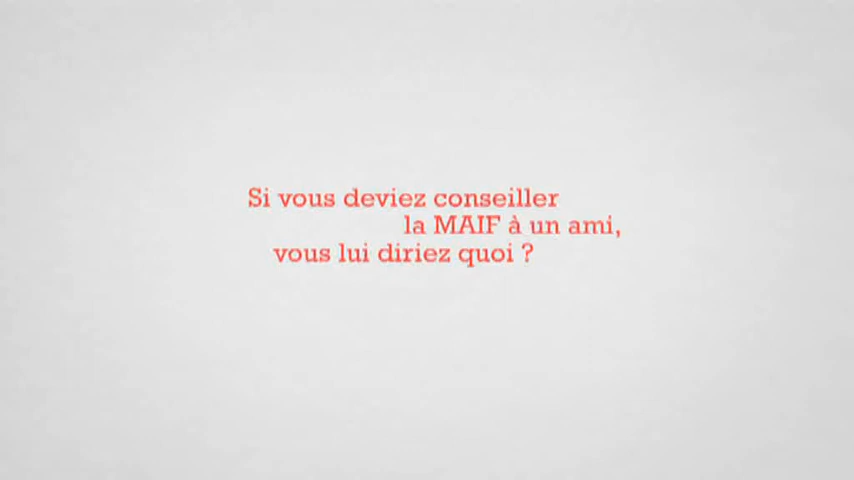 Si vous deviez conseiller
la MAIF à un ami,
vous lui diriez quoi ?